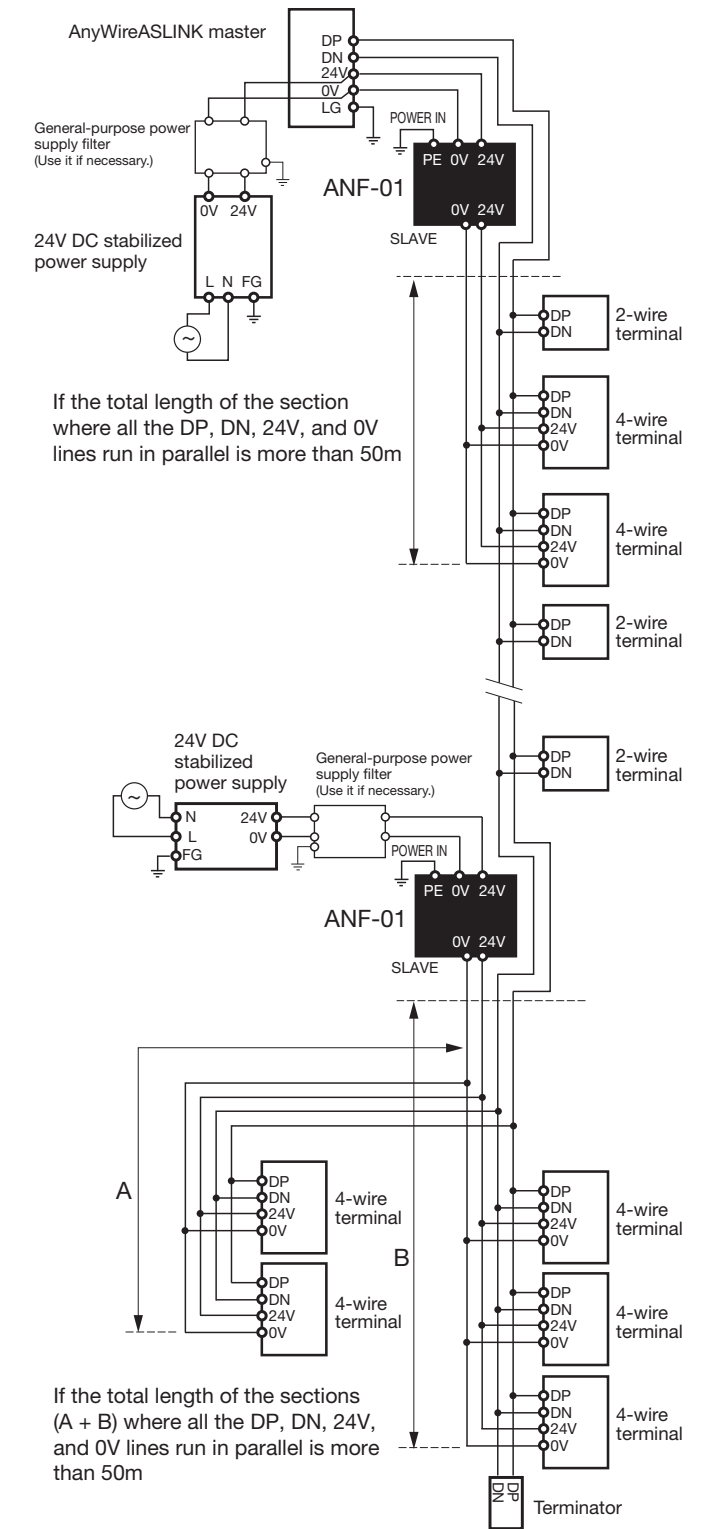 AnyWireASLINK master
DP
DN
24V
0V
LG
General-purpose power
supply filter
(Use it if necessary.)
POWER IN
PE 0V 24V
ANF-01
0V 24V
SLAVE
0V 24V
24V DC stabilized
power supply
L N FG
~
DP
DN
2-wire
terminal
If the total length of the section
where all the DP, DN, 24V, and 0V
lines run in parallel is more than 50m
DP
DN
24V
0V
4-wire
terminal
DP
DN
24V
0V
4-wire
terminal
DP
DN
2-wire
terminal
DP
DN
2-wire
terminal
24V DC
stabilized
power supply
General-purpose power
supply filter
(Use it if necessary.)
~
N
L
FG
24V
0V
POWER IN
PE 0V 24V
ANF-01
0V 24V
SLAVE
A
B
DP
DN
24V
0V
4-wire
terminal
DP
DN
24V
0V
4-wire
terminal
DP
DN
24V
0V
4-wire
terminal
DP
DN
24V
0V
4-wire
terminal
DP
DN
24V
0V
4-wire
terminal
If the total length of the sections
(A + B) where all the DP, DN, 24V,
and 0V lines run in parallel is more
than 50m
DP
DN
Terminator